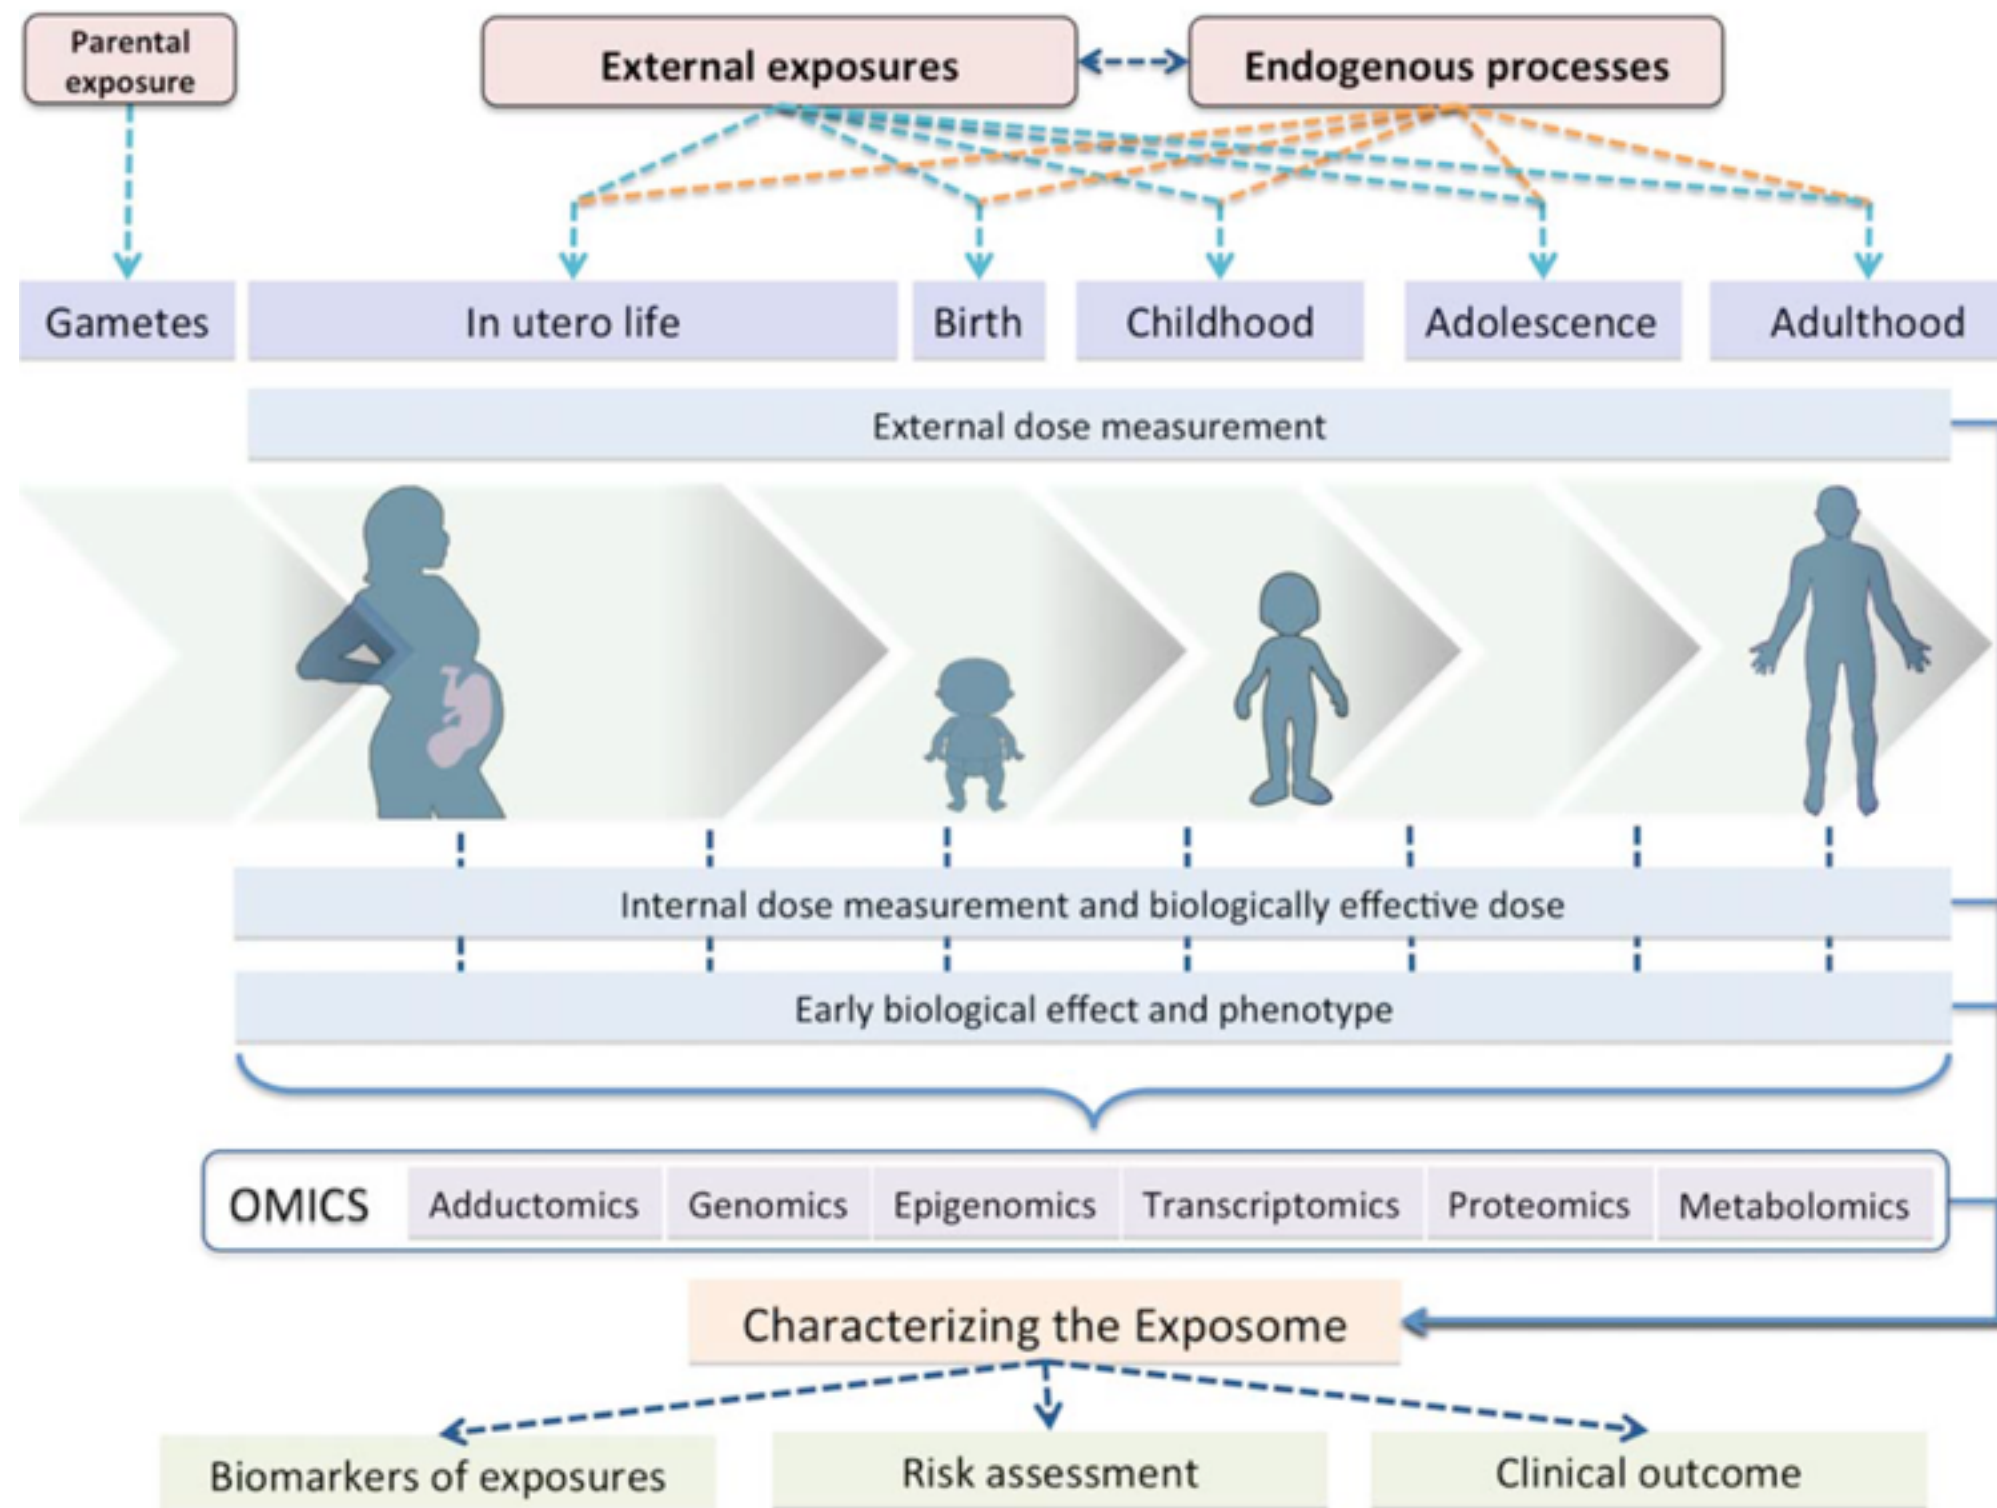 Parental
exposure
External exposures
Endogenous processes
Gametes
In utero life
Birth
Childhood
Adolescence
Adulthood
External dose measurement
Internal dose measurement and biologically effective dose
Early biological effect and phenotype
OMICS
Adductomics
Genomics
Epigenomics
Transcriptomics
Proteomics
Metabolomics
Characterizing the Exposome
Biomarkers of exposures
Risk assessment
Clinical outcome